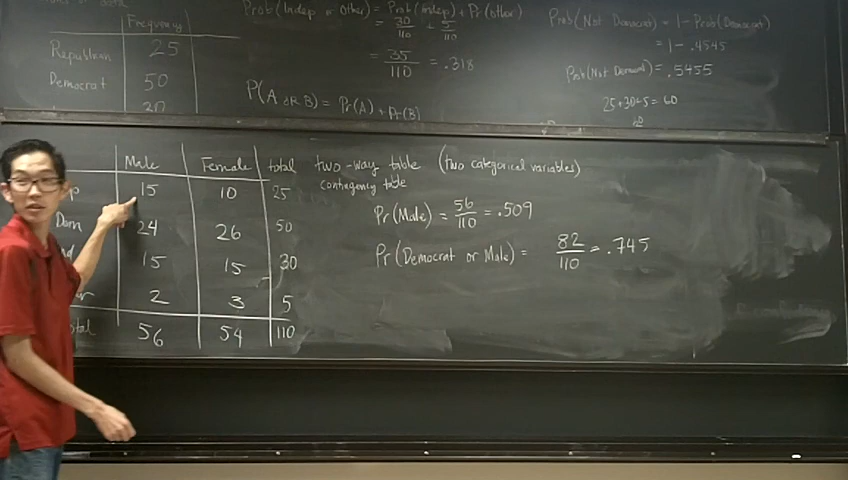 Frequency
Republican 25
Democrat 50
30
Prob(Indep or Other) = Prob(Indep) + Pr(other)
= 30/110 + 5/110
= 35/110 = .318
P(A OR B) = Pr(A) + Pr(B)
Prob(Not Democrat) = 1 - Prob(Democrat)
= 1 - .4545
Prob(Not Democrat) = .5455
25+30+5 = 60
Male Female total
p 15 10 25
Dem 24 26 50
d 15 15 30
er 2 3 5
total 56 54 110
two-way table (two categorical variables)
contingency table
Pr(Male) = 56/110 = .509
Pr(Democrat or Male) = 82/110 = .745